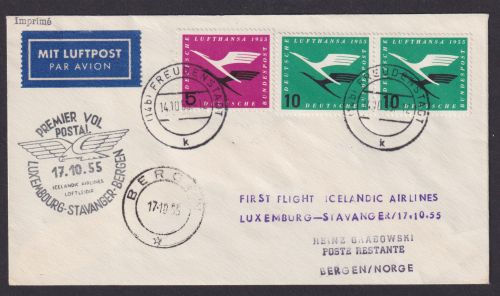 Imprimé
MIT LUFTPOST
PAR AVION
LUFTHANSA 1955
DEUTSCHE BUNDESPOST
5
LUFTHANSA 1955
DEUTSCHE BUNDESPOST
10
LUFTHANSA 1955
DEUTSCHE BUNDESPOST
10
(14b) FREUDENSTADT
14.10.55
k
k
PREMIER VOL
POSTAL
17.10.55
ICELANDIC AIRLINES
LOFTLEIDIR
LUXEMBOURG-STAVANGER-BERGEN
BERGEN
17-10-55
FIRST FLIGHT ICELANDIC AIRLINES
LUXEMBURG-STAVANGER/17.10.55
HEINZ GRABOWSKI
POSTE RESTANTE
BERGEN/NORGE